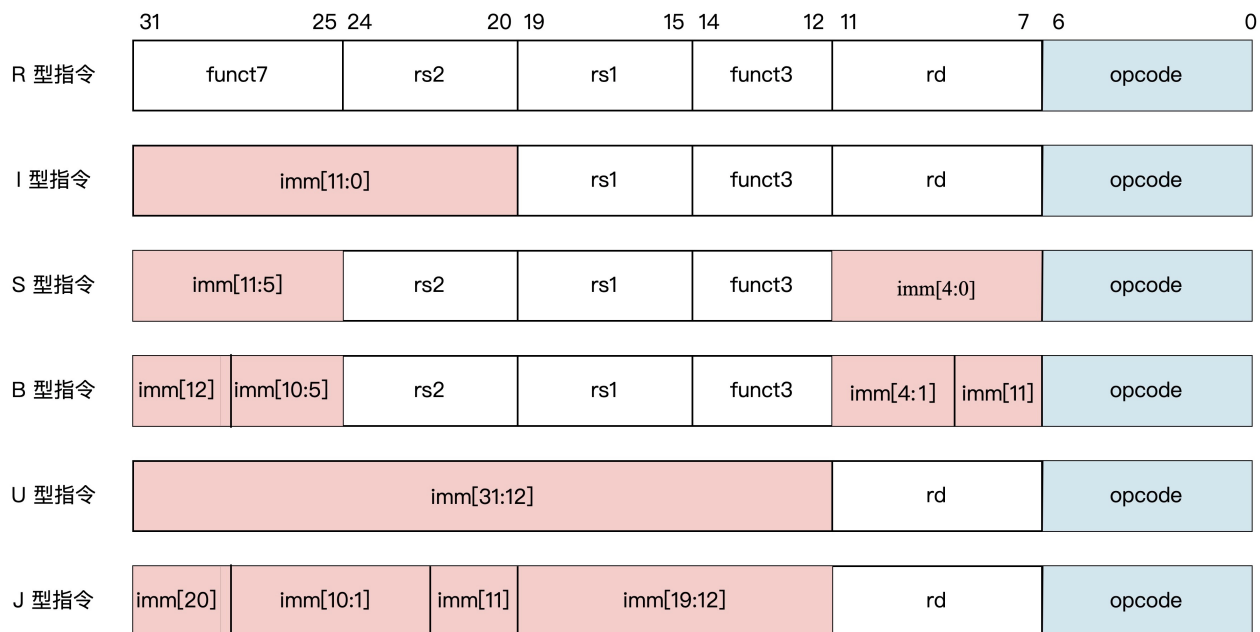 31 25 24 20 19 15 14 12 11 7 6 0
R 型指令 funct7 rs2 rs1 funct3 rd opcode
I 型指令 imm[11:0] rs1 funct3 rd opcode
S 型指令 imm[11:5] rs2 rs1 funct3 imm[4:0] opcode
B 型指令 imm[12] imm[10:5] rs2 rs1 funct3 imm[4:1] imm[11] opcode
U 型指令 imm[31:12] rd opcode
J 型指令 imm[20] imm[10:1] imm[11] imm[19:12] rd opcode